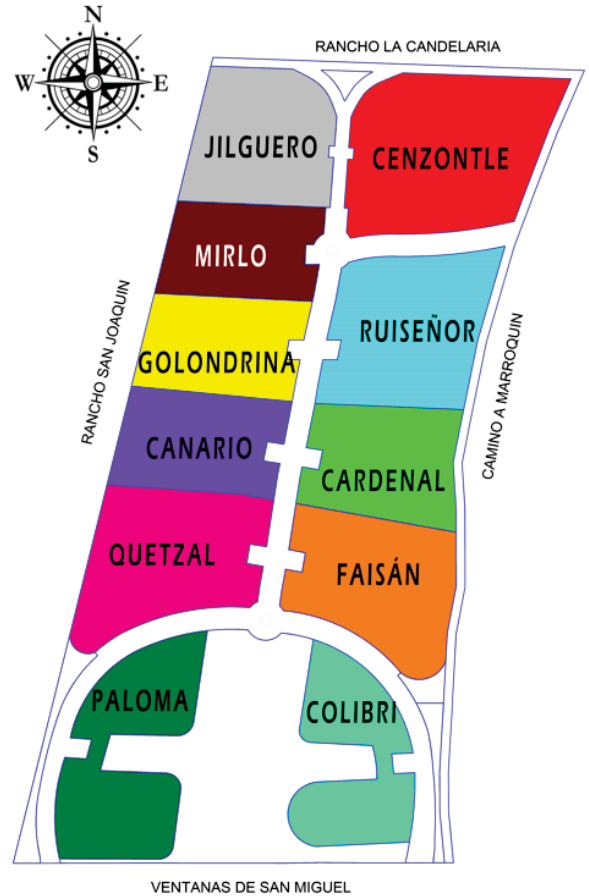 N
W
E
S
RANCHO LA CANDELARIA
JILGUERO
CENZONTLE
MIRLO
RUISEÑOR
GOLONDRINA
RANCHO SAN JOAQUIN
CAMINO A MARROQUIN
CANARIO
CARDENAL
QUETZAL
FAISÁN
PALOMA
COLIBRI
VENTANAS DE SAN MIGUEL